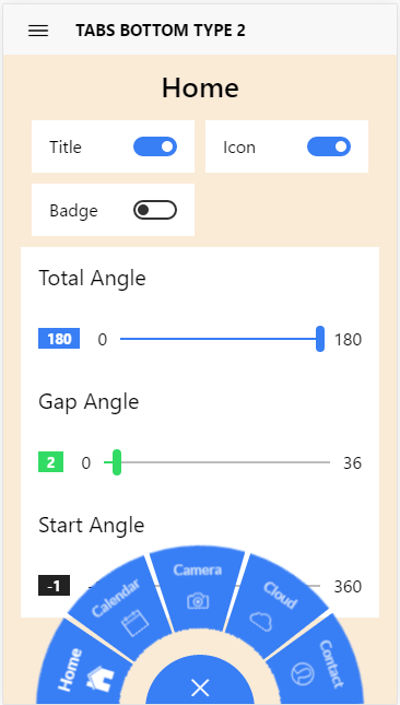 TABS BOTTOM TYPE 2
Home
Title
Icon
Badge
Total Angle
180 0 180
Gap Angle
2 0 36
Start Angle
-1 360
Home
Calendar
Camera
Cloud
Contact